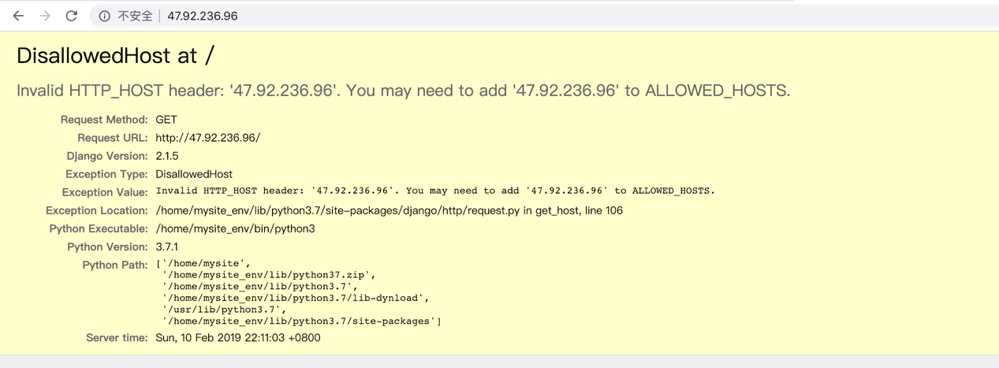 不安全 47.92.236.96
DisallowedHost at /
Invalid HTTP_HOST header: '47.92.236.96'. You may need to add '47.92.236.96' to ALLOWED_HOSTS.
Request Method: GET
Request URL: http://47.92.236.96/
Django Version: 2.1.5
Exception Type: DisallowedHost
Exception Value: Invalid HTTP_HOST header: '47.92.236.96'. You may need to add '47.92.236.96' to ALLOWED_HOSTS.
Exception Location: /home/mysite_env/lib/python3.7/site-packages/django/http/request.py in get_host, line 106
Python Executable: /home/mysite_env/bin/python3
Python Version: 3.7.1
Python Path: ['/home/mysite',
'/home/mysite_env/lib/python37.zip',
'/home/mysite_env/lib/python3.7',
'/home/mysite_env/lib/python3.7/lib-dynload',
'/usr/lib/python3.7',
'/home/mysite_env/lib/python3.7/site-packages']
Server time: Sun, 10 Feb 2019 22:11:03 +0800